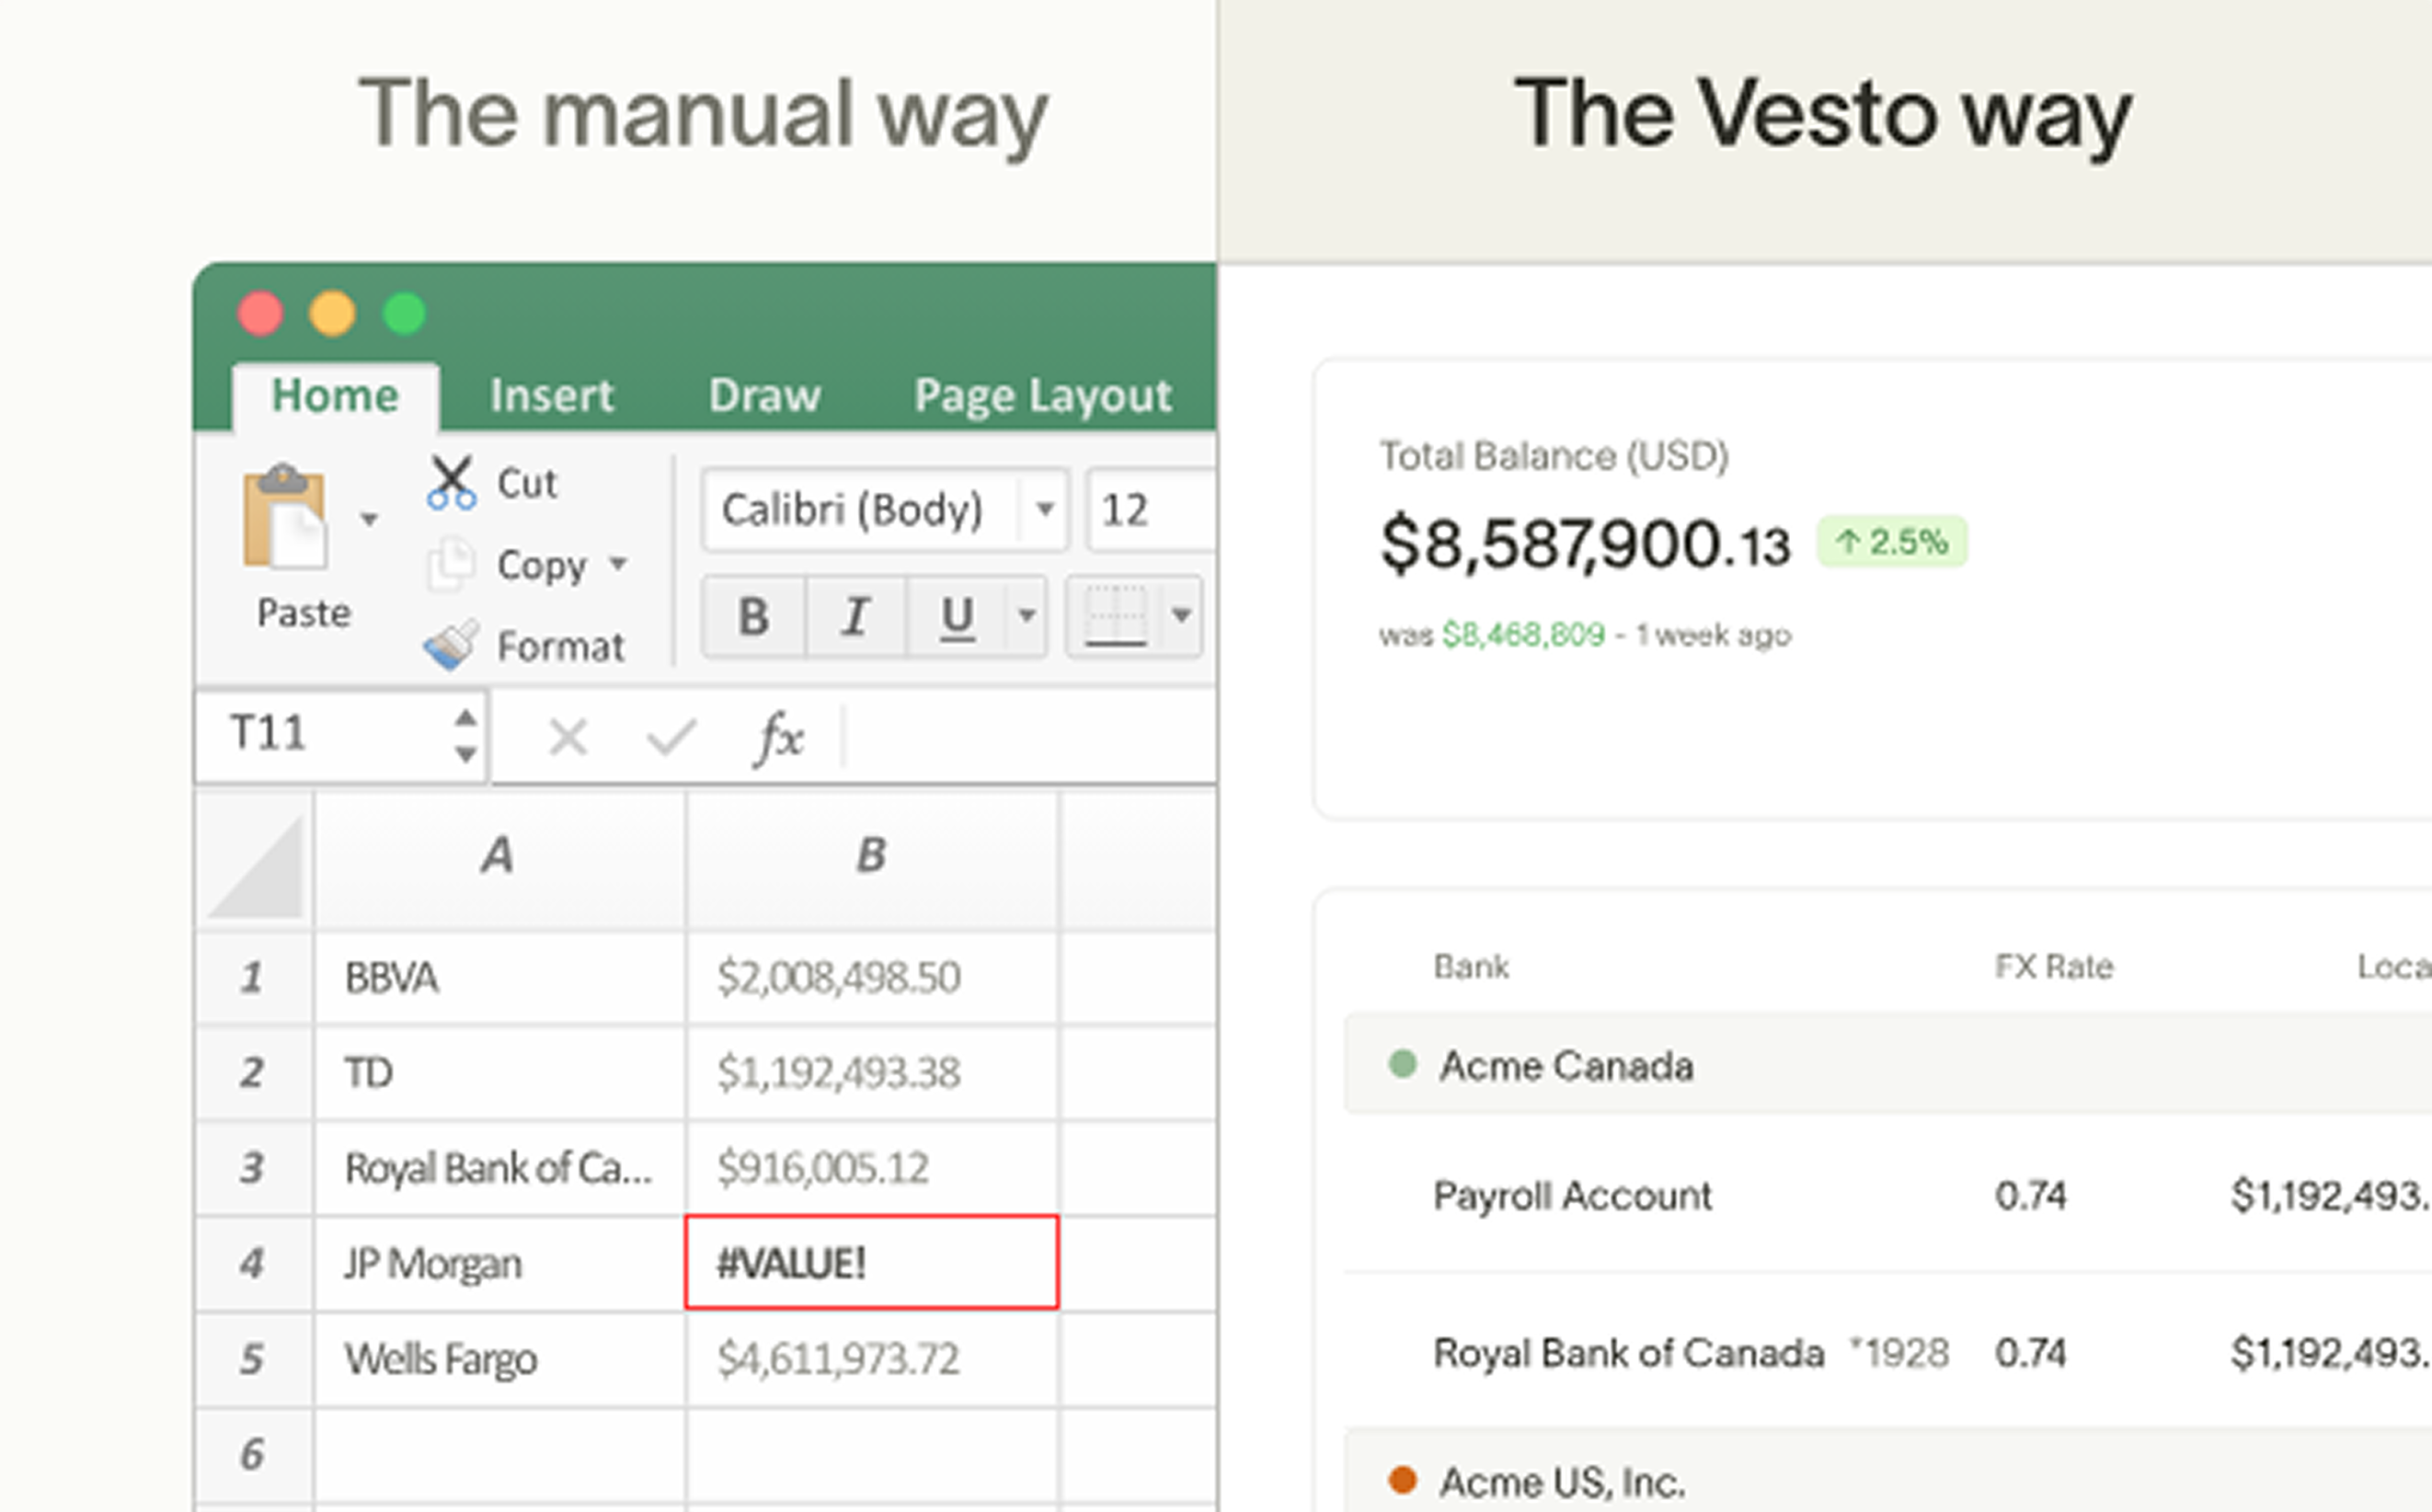 The manual way
Home Insert Draw Page Layout
Paste
Cut
Copy
Format
Calibri (Body) 12
B I U
T11 fx
A B
1 BBVA $2,008,498.50
2 TD $1,192,493.38
3 Royal Bank of Ca... $916,005.12
4 JP Morgan #VALUE!
5 Wells Fargo $4,611,973.72
6
The Vesto way
Total Balance (USD)
$8,587,900.13 ↑ 2.5%
was $8,468,809 - 1 week ago
Bank FX Rate Loca
Acme Canada
Payroll Account 0.74 $1,192,493.
Royal Bank of Canada *1928 0.74 $1,192,493.
Acme US, Inc.